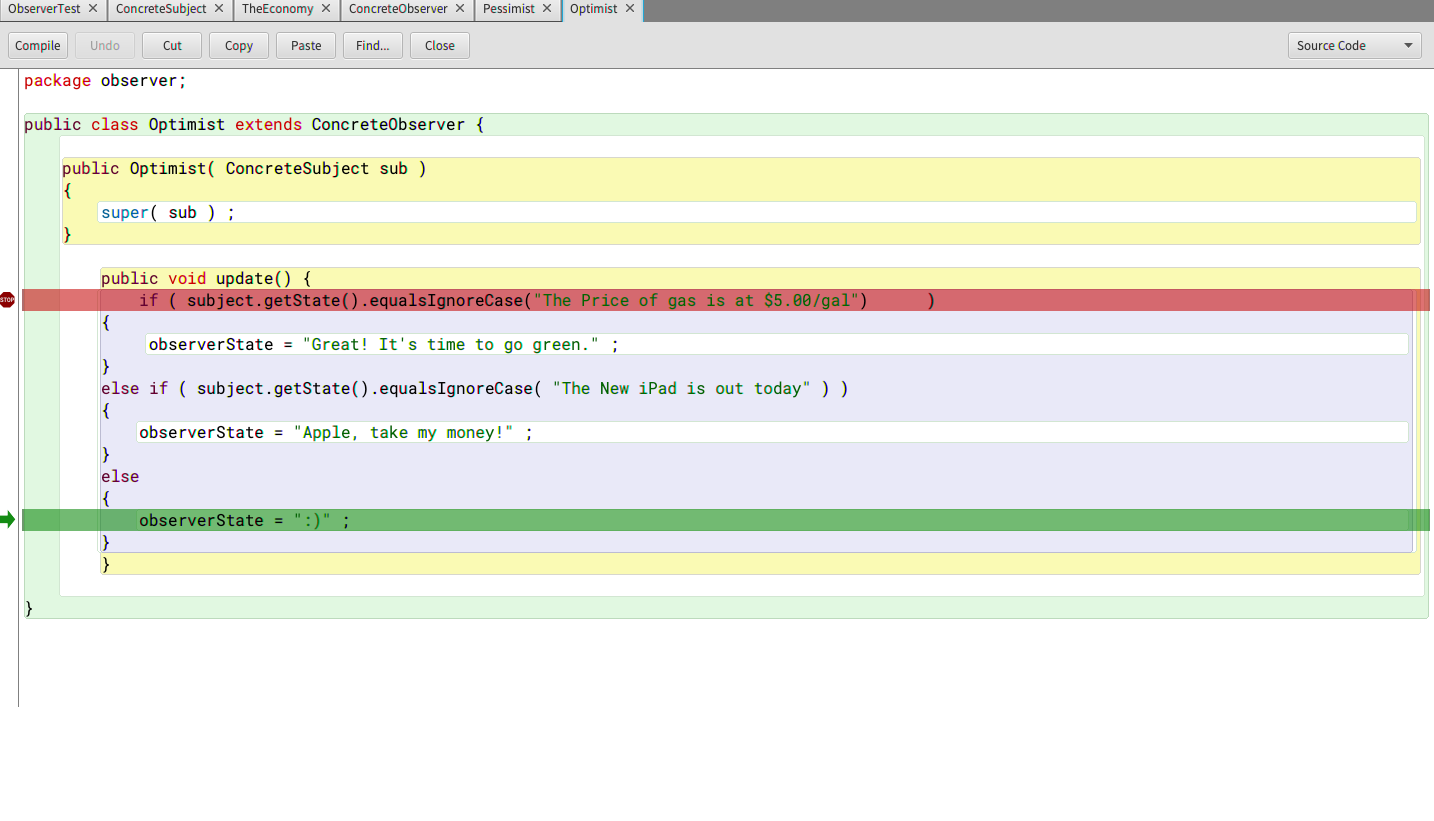 ObserverTest × ConcreteSubject × TheEconomy × ConcreteObserver × Pessimist × Optimist ×
Compile Undo Cut Copy Paste Find... Close Source Code
package observer;
public class Optimist extends ConcreteObserver {
public Optimist( ConcreteSubject sub )
{
super( sub ) ;
}
public void update() {
STOP if ( subject.getState().equalsIgnoreCase("The Price of gas is at $5.00/gal") )
{
observerState = "Great! It's time to go green." ;
}
else if ( subject.getState().equalsIgnoreCase( "The New iPad is out today" ) )
{
observerState = "Apple, take my money!" ;
}
else
{
observerState = ":)" ;
}
}
}